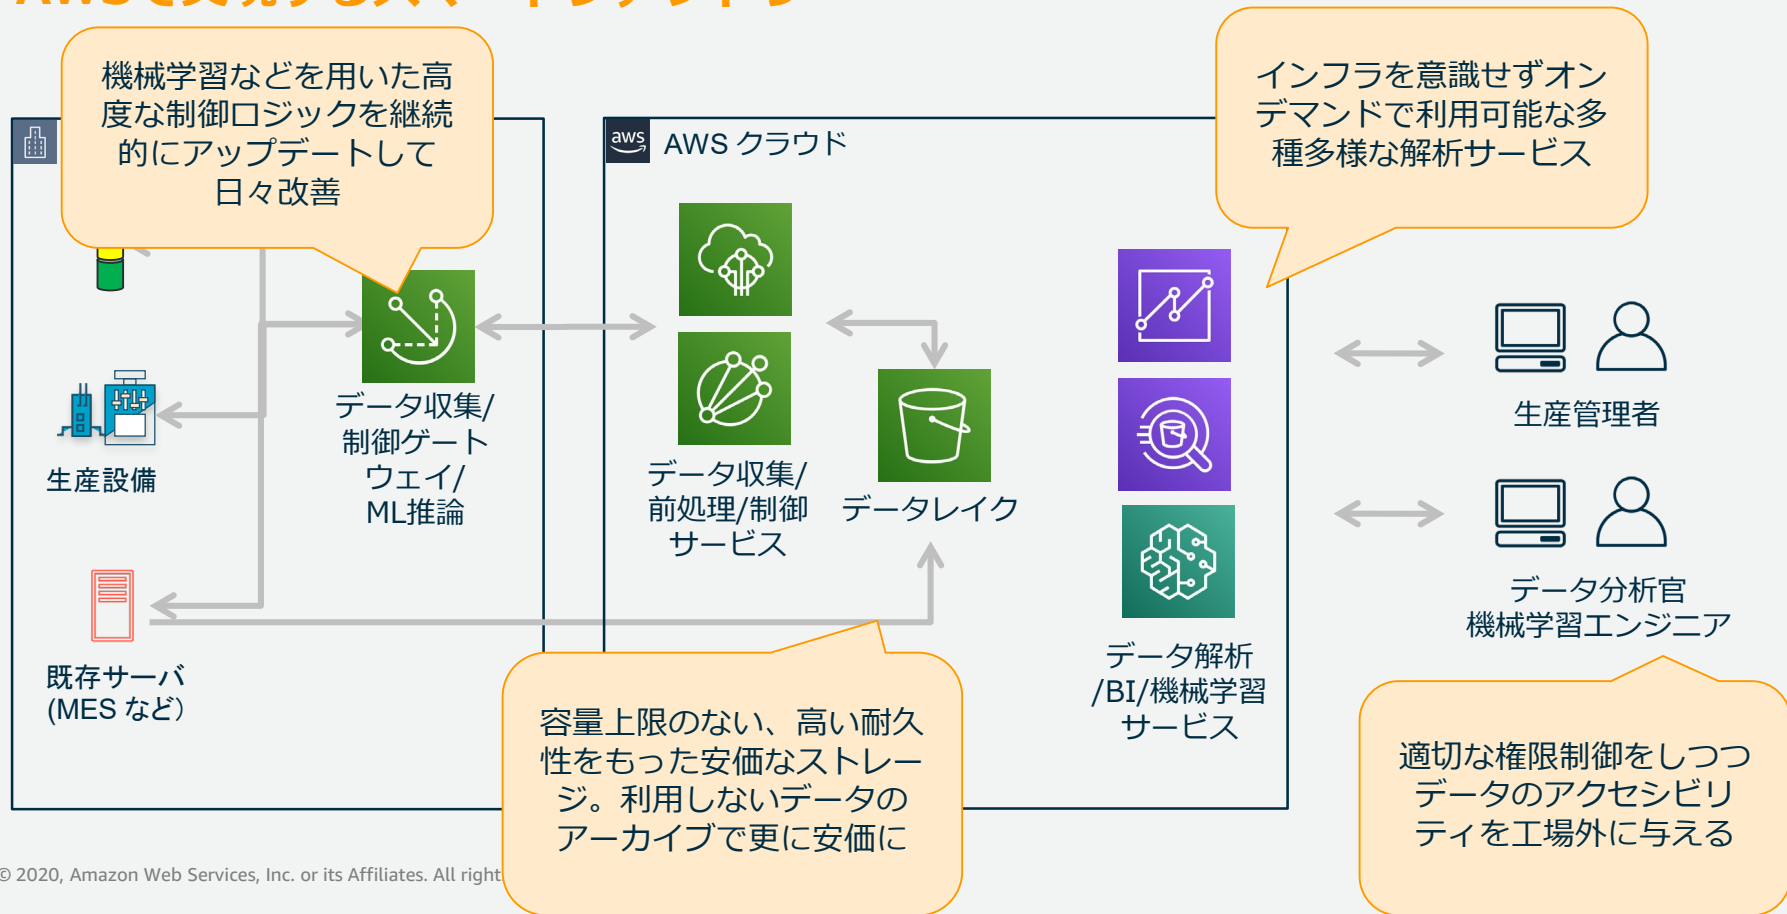 機械学習などを用いた高
度な制御ロジックを継続
的にアップデートして
日々改善
インフラを意識せずオン
デマンドで利用可能な多
種多様な解析サービス
aws
AWS クラウド
データ収集/
制御ゲート
ウェイ/
ML推論
生産設備
既存サーバ
(MES など)
データ収集/
前処理/制御
サービス
データレイク
データ解析
/BI/機械学習
サービス
生産管理者
データ分析官
機械学習エンジニア
容量上限のない、高い耐久
性をもった安価なストレー
ジ。利用しないデータの
アーカイブで更に安価に
適切な権限制御をしつつ
データのアクセシビリ
ティを工場外に与える
© 2020, Amazon Web Services, Inc. or its Affiliates. All right